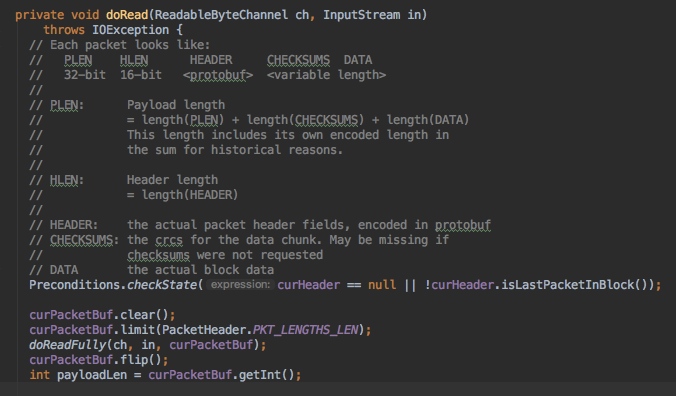 private void doRead(ReadableByteChannel ch, InputStream in)
    throws IOException {
  // Each packet looks like:
  //   PLEN    HLEN      HEADER     CHECKSUMS  DATA
  //   32-bit  16-bit   <protobuf>  <variable length>
  //
  // PLEN:      Payload length
  //            = length(PLEN) + length(CHECKSUMS) + length(DATA)
  //            This length includes its own encoded length in
  //            the sum for historical reasons.
  //
  // HLEN:      Header length
  //            = length(HEADER)
  //
  // HEADER:    the actual packet header fields, encoded in protobuf
  // CHECKSUMS: the crcs for the data chunk. May be missing if
  //            checksums were not requested
  // DATA       the actual block data
  Preconditions.checkState( expression: curHeader == null || !curHeader.isLastPacketInBlock());

  curPacketBuf.clear();
  curPacketBuf.limit(PacketHeader.PKT_LENGTHS_LEN);
  doReadFully(ch, in, curPacketBuf);
  curPacketBuf.flip();
  int payloadLen = curPacketBuf.getInt();